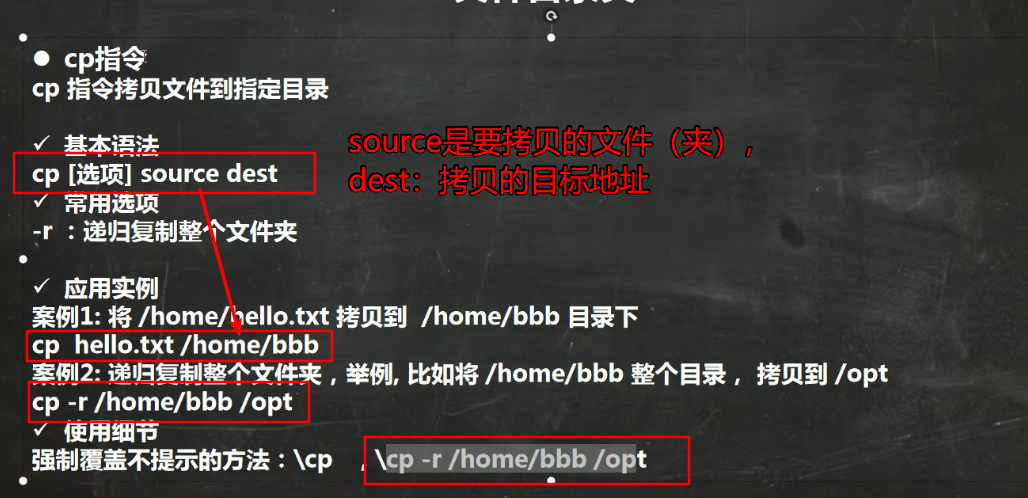 ● cp指令
cp 指令拷贝文件到指定目录
✓ 基本语法
cp [选项] source dest
source是要拷贝的文件（夹）,
dest：拷贝的目标地址
✓ 常用选项
-r ：递归复制整个文件夹
✓ 应用实例
案例1: 将 /home/hello.txt 拷贝到 /home/bbb 目录下
cp hello.txt /home/bbb
案例2: 递归复制整个文件夹，举例, 比如将 /home/bbb 整个目录， 拷贝到 /opt
cp -r /home/bbb /opt
✓ 使用细节
强制覆盖不提示的方法：\cp , \cp -r /home/bbb /opt